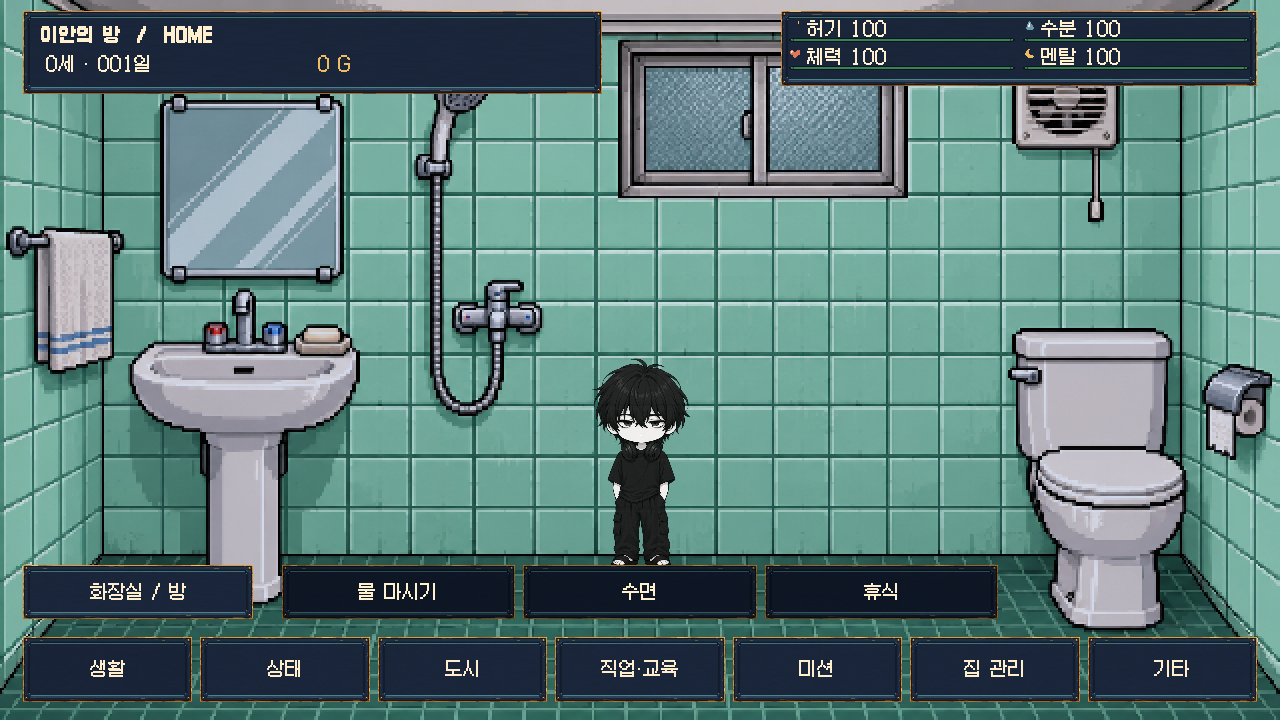 이안의 방 / HOME
0세 · 001일 0 G
허기 100 수분 100
체력 100 멘탈 100
화장실 / 방 물 마시기 수면 휴식
생활 상태 도시 직업·교육 미션 집 관리 기타